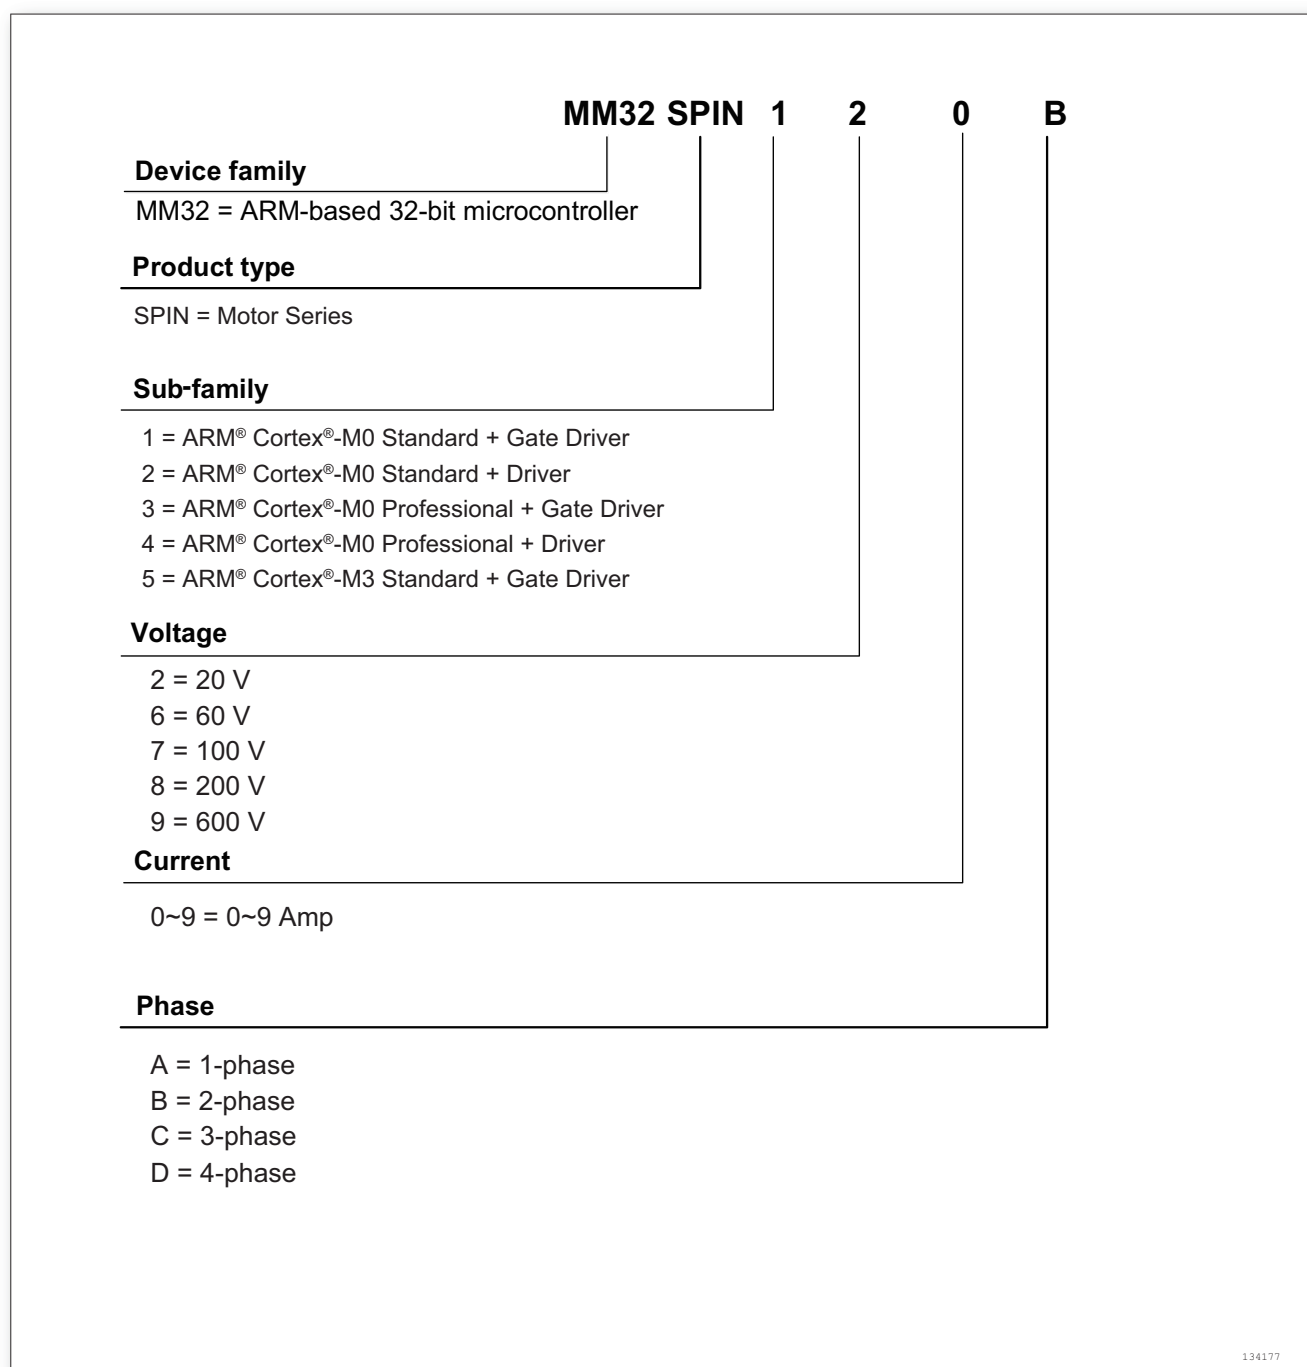 MM32 SPIN 1 2 0 B
Device family
MM32 = ARM-based 32-bit microcontroller
Product type
SPIN = Motor Series
Sub-family
1 = ARM® Cortex®-M0 Standard + Gate Driver
2 = ARM® Cortex®-M0 Standard + Driver
3 = ARM® Cortex®-M0 Professional + Gate Driver
4 = ARM® Cortex®-M0 Professional + Driver
5 = ARM® Cortex®-M3 Standard + Gate Driver
Voltage
2 = 20 V
6 = 60 V
7 = 100 V
8 = 200 V
9 = 600 V
Current
0~9 = 0~9 Amp
Phase
A = 1-phase
B = 2-phase
C = 3-phase
D = 4-phase
134177